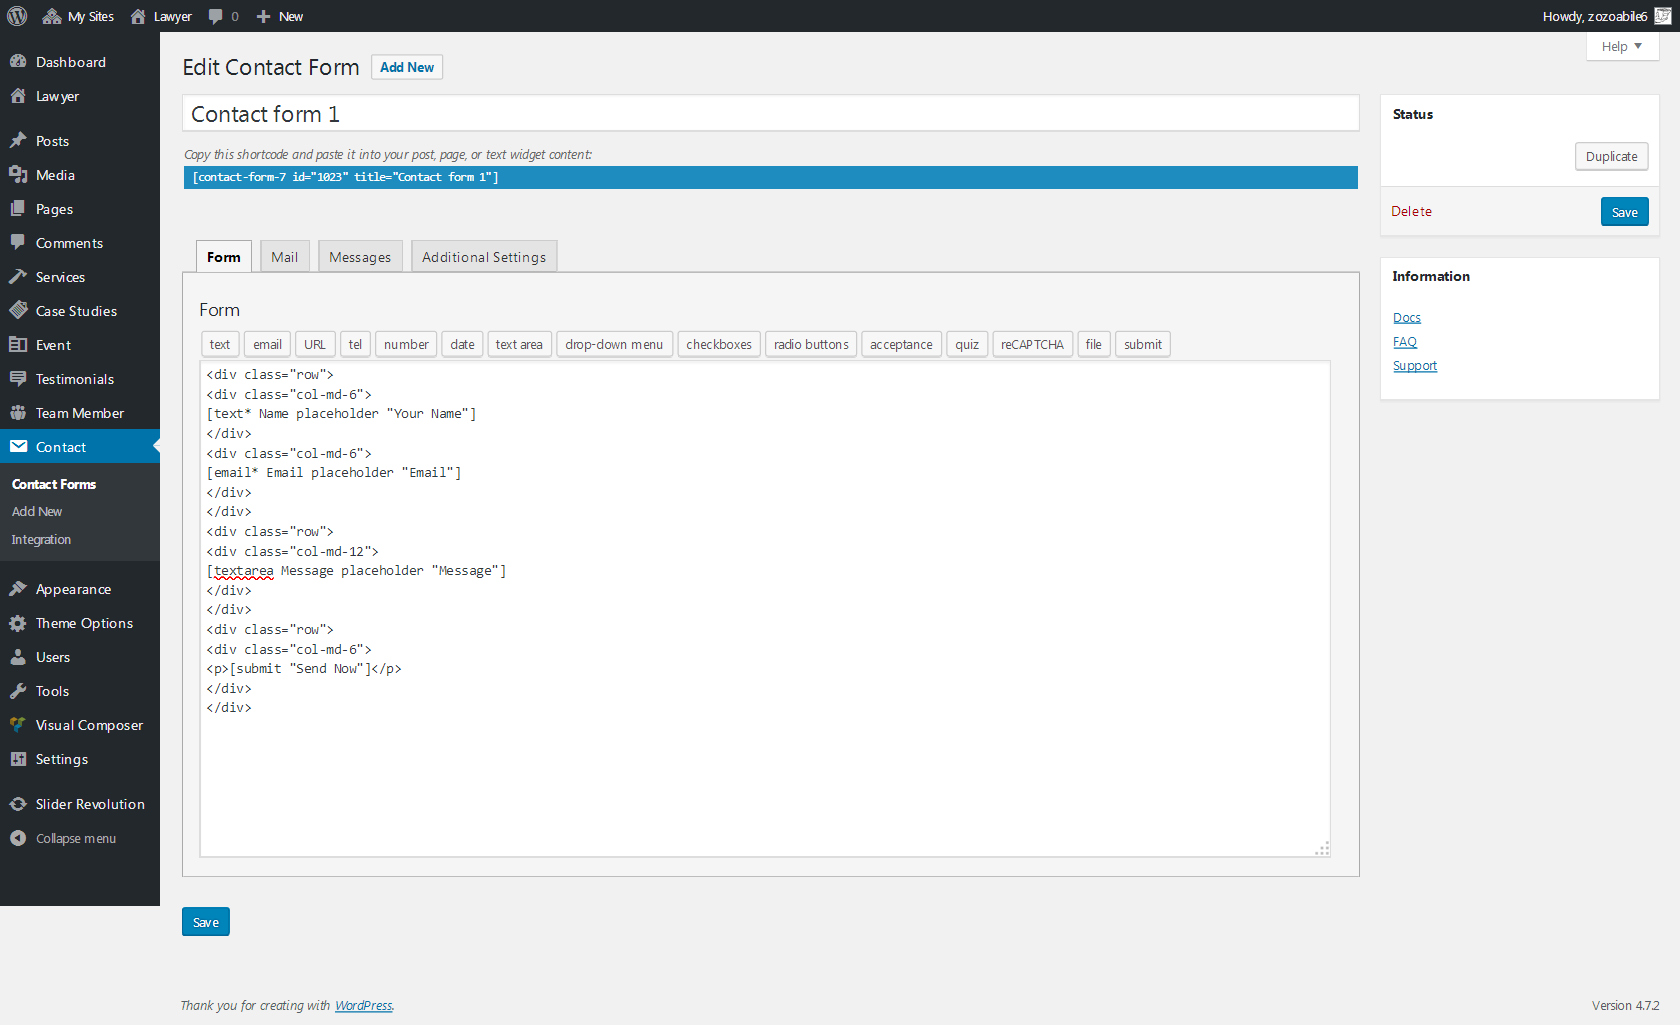 My Sites Lawyer 0 New Howdy, zozoabile6
Help
Dashboard
Lawyer
Posts
Media
Pages
Comments
Services
Case Studies
Event
Testimonials
Team Member
Contact
Contact Forms
Add New
Integration
Appearance
Theme Options
Users
Tools
Visual Composer
Settings
Slider Revolution
Collapse menu
Edit Contact Form Add New
Contact form 1
Copy this shortcode and paste it into your post, page, or text widget content:
[contact-form-7 id="1023" title="Contact form 1"]
Form Mail Messages Additional Settings
Form
text email URL tel number date text area drop-down menu checkboxes radio buttons acceptance quiz reCAPTCHA file submit
<div class="row">
<div class="col-md-6">
[text* Name placeholder "Your Name"]
</div>
<div class="col-md-6">
[email* Email placeholder "Email"]
</div>
</div>
<div class="row">
<div class="col-md-12">
[textarea Message placeholder "Message"]
</div>
</div>
<div class="row">
<div class="col-md-6">
<p>[submit "Send Now"]</p>
</div>
</div>
Save
Status
Duplicate
Delete Save
Information
Docs
FAQ
Support
Thank you for creating with WordPress. Version 4.7.2